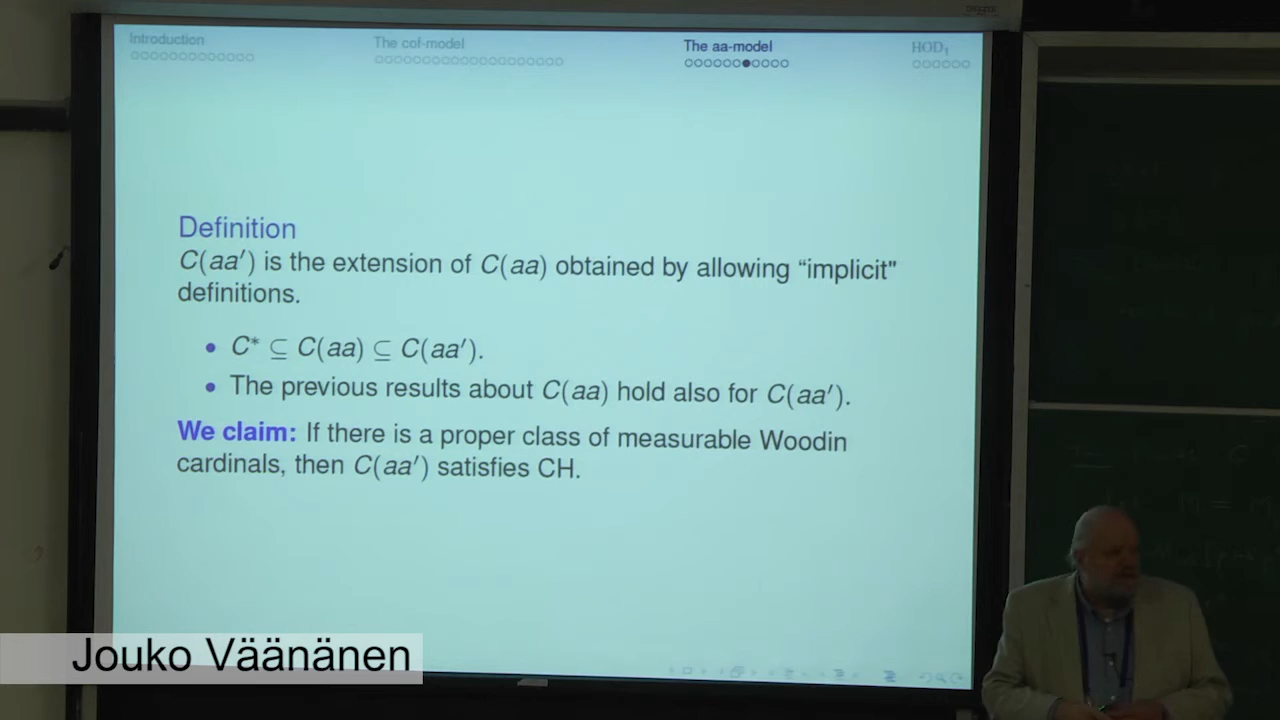 Introduction
The cof-model
The aa-model
HOD₁
Definition
C(aa′) is the extension of C(aa) obtained by allowing “implicit"
definitions.
• C* ⊆ C(aa) ⊆ C(aa′).
• The previous results about C(aa) hold also for C(aa′).
We claim: If there is a proper class of measurable Woodin
cardinals, then C(aa′) satisfies CH.
Jouko Väänänen